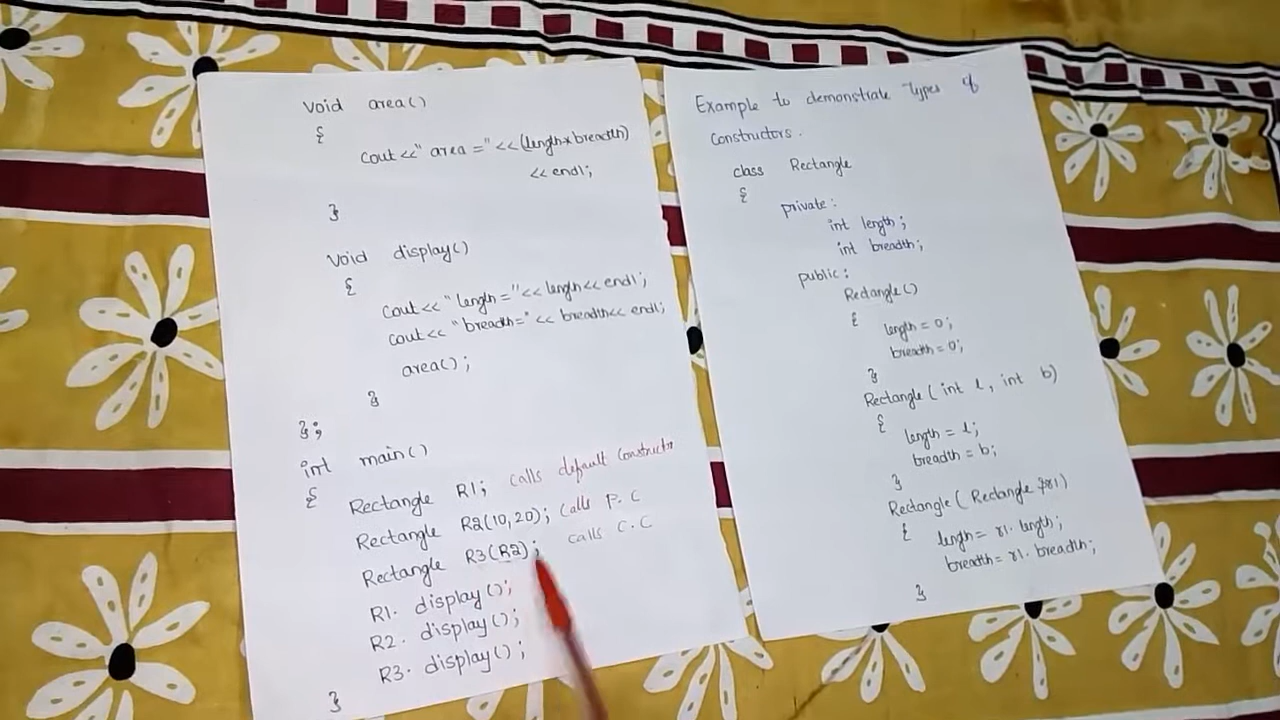 Example to demonstrate Types of
Constructors.
class Rectangle
{
private:
int length;
int breadth;
public:
Rectangle()
{
length = 0;
breadth = 0;
}
Rectangle ( int l, int b)
{
length = l;
breadth = b;
}
Rectangle ( Rectangle &r1)
{
length = r1. length;
breadth = r1. breadth;
}
Void area()
{
Cout <<" area =" << (length*breadth)
<< endl;
}
Void display()
{
cout<< "length="<< length<< endl;
cout<< "breadth=" << breadth<< endl;
area();
}
};
int main()
{ Rectangle R1; calls default Constructor
Rectangle R2(10,20); Calls P.C
Rectangle R3(R2); calls C.C
R1. display();
R2. display();
R3. display();
}